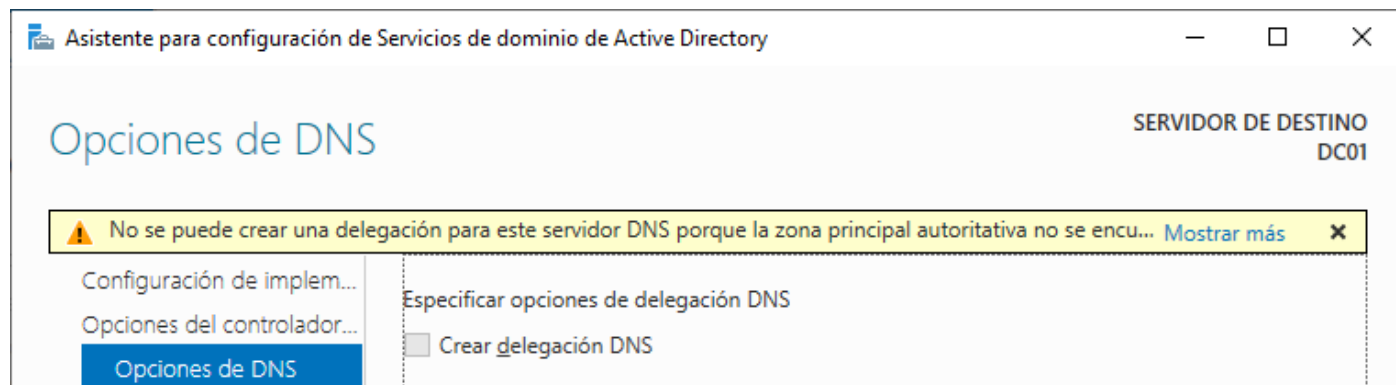 Asistente para configuración de Servicios de dominio de Active Directory
Opciones de DNS
SERVIDOR DE DESTINO
DC01
No se puede crear una delegación para este servidor DNS porque la zona principal autoritativa no se encu... Mostrar más
Configuración de implem...
Opciones del controlador...
Opciones de DNS
Especificar opciones de delegación DNS
Crear delegación DNS